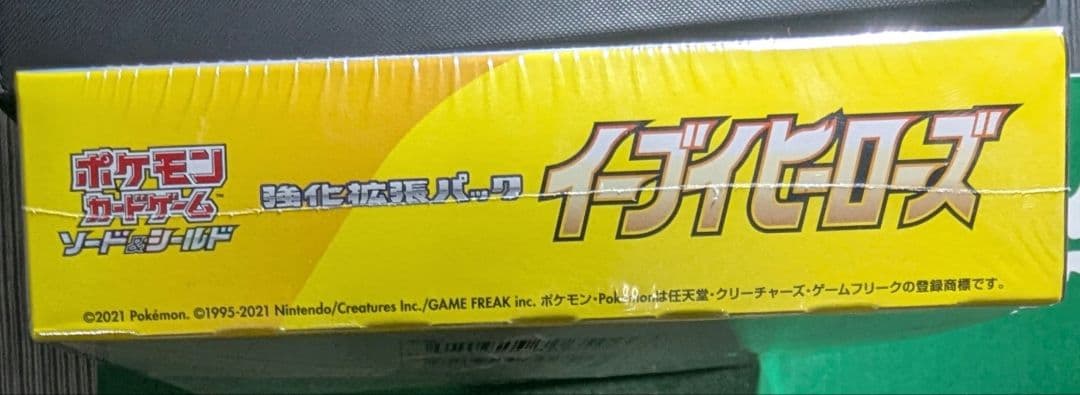 ポケモン
カードゲーム
ソード&シールド
強化拡張パック
イーブイヒーローズ
©2021 Pokémon. ©1995-2021 Nintendo/Creatures Inc./GAME FREAK inc. ポケモン・Pokémonは任天堂・クリーチャーズ・ゲームフリークの登録商標です。